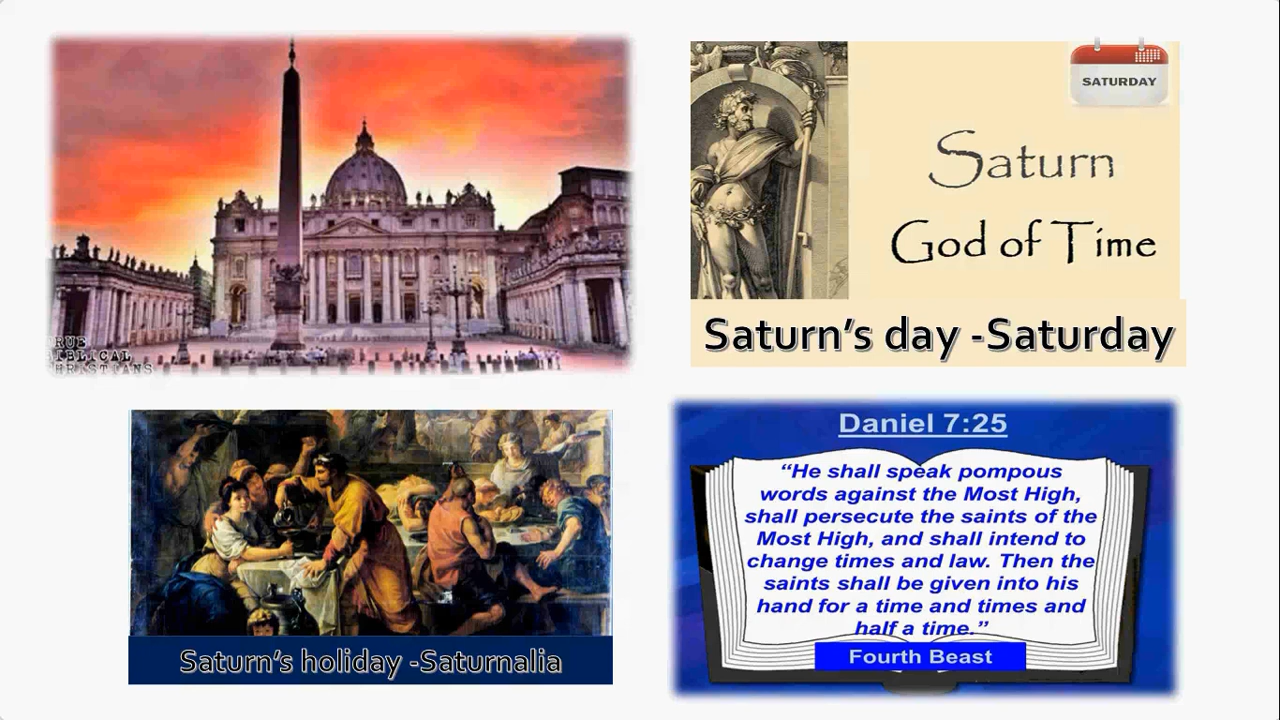 RUE
IBLICAL
HRISTIANS
SATURDAY
Saturn
God of Time
Saturn's day -Saturday
Saturn's holiday -Saturnalia
Daniel 7:25
“He shall speak pompous
words against the Most High,
shall persecute the saints of the
Most High, and shall intend to
change times and law. Then the
saints shall be given into his
hand for a time and times and
half a time.”
Fourth Beast